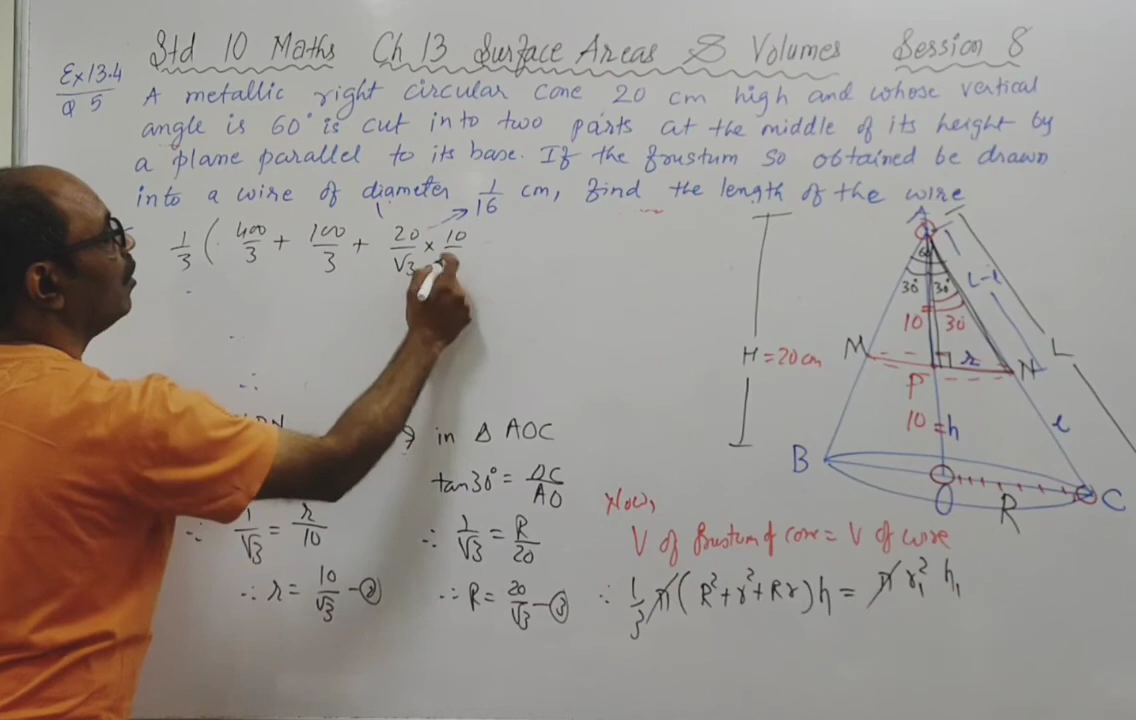 Std 10 Maths Ch 13 Surface Areas & Volumes Session 8
Ex 13.4
Q 5
A metallic right circular cone 20 cm high and whose vertical
angle is 60° is cut into two parts at the middle of its height by
a plane parallel to its base. If the frustum so obtained be drawn
into a wire of diameter 1/16 cm, find the length of the wire
1/3 ( 400/3 + 100/3 + 20/√3 × 10
A
60
30° 30°
L-l
10 30
L
H = 20 cm
M r N
P
10 h
l
B
O
R
C
∴
in △ AOC
tan30° = OC/AO
∴ 1/√3 = r/10
∴ 1/√3 = R/20
∴ r = 10/√3 - ②
∴ R = 20/√3 - ③
Now,
V of frustum of cone = V of wire
∴ 1/3 π ( R² + r² + Rr ) h = π r₁² h₁